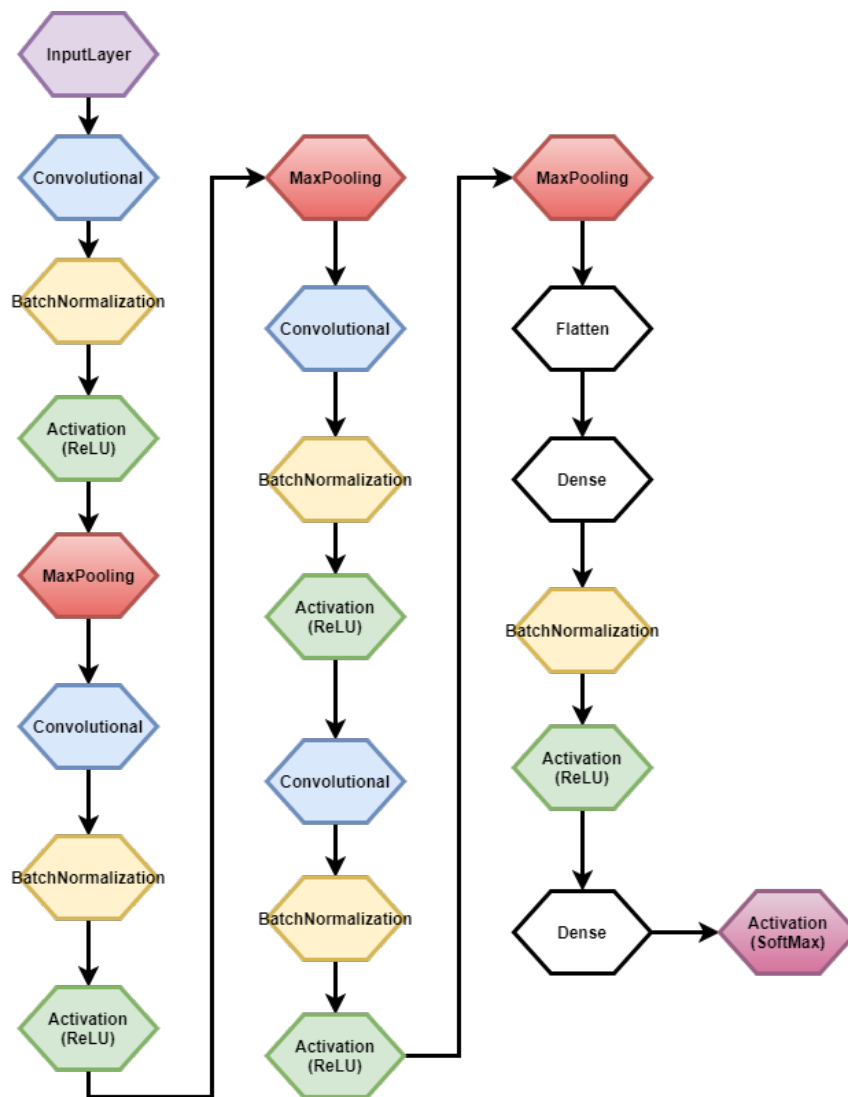 InputLayer
Convolutional
BatchNormalization
Activation
(ReLU)
MaxPooling
Convolutional
BatchNormalization
Activation
(ReLU)
MaxPooling
Convolutional
BatchNormalization
Activation
(ReLU)
Convolutional
BatchNormalization
Activation
(ReLU)
MaxPooling
Flatten
Dense
BatchNormalization
Activation
(ReLU)
Dense
Activation
(SoftMax)